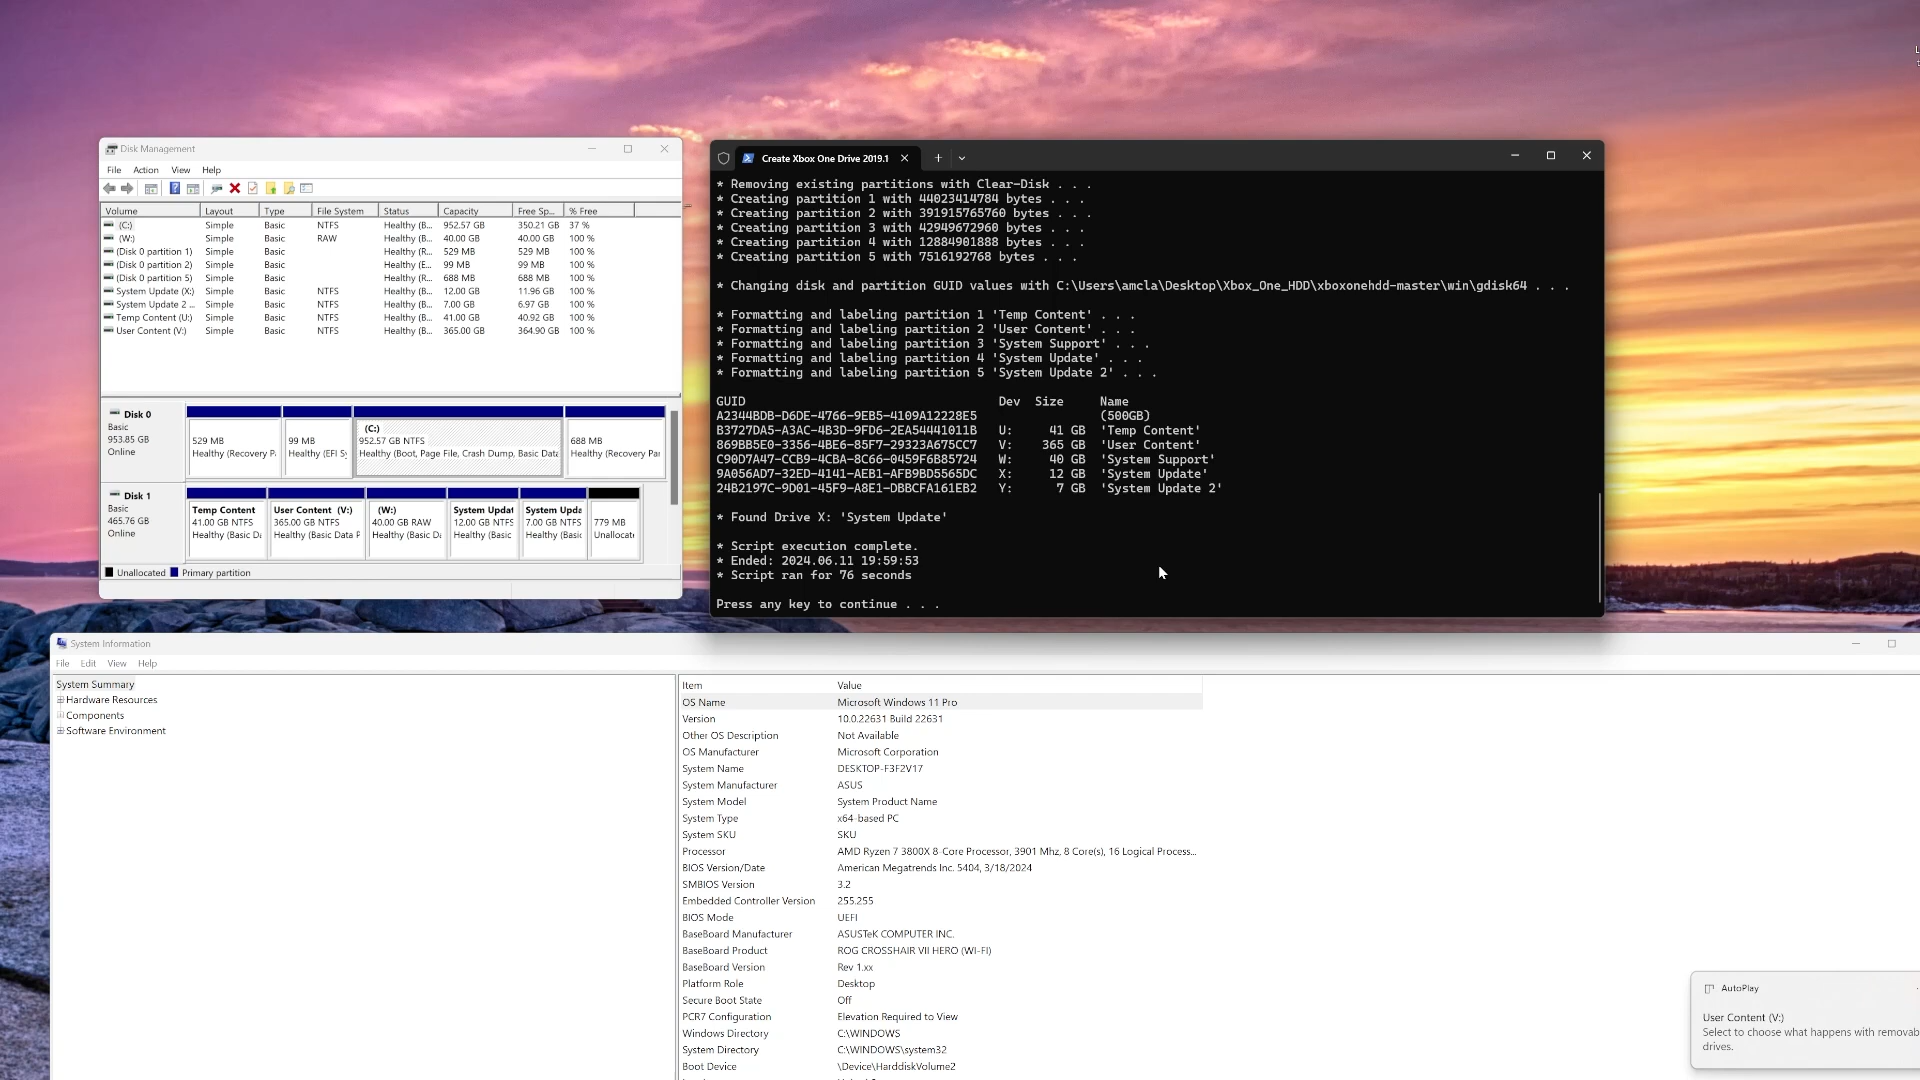 Disk Management
File Action View Help
Volume Layout Type File System Status Capacity Free Sp... % Free
(C:) Simple Basic NTFS Healthy (B... 952.57 GB 350.21 GB 37 %
(W:) Simple Basic RAW Healthy (B... 40.00 GB 40.00 GB 100 %
(Disk 0 partition 1) Simple Basic Healthy (R... 529 MB 529 MB 100 %
(Disk 0 partition 2) Simple Basic Healthy (E... 99 MB 99 MB 100 %
(Disk 0 partition 5) Simple Basic Healthy (R... 688 MB 688 MB 100 %
System Update (X:) Simple Basic NTFS Healthy (B... 12.00 GB 11.96 GB 100 %
System Update 2 ... Simple Basic NTFS Healthy (B... 7.00 GB 6.97 GB 100 %
Temp Content (U:) Simple Basic NTFS Healthy (B... 41.00 GB 40.92 GB 100 %
User Content (V:) Simple Basic NTFS Healthy (B... 365.00 GB 364.90 GB 100 %
Disk 0
Basic
953.85 GB
Online
529 MB
Healthy (Recovery P
99 MB
Healthy (EFI Sy
(C:)
952.57 GB NTFS
Healthy (Boot, Page File, Crash Dump, Basic Data
688 MB
Healthy (Recovery Par
Disk 1
Basic
465.76 GB
Online
Temp Content
41.00 GB NTFS
Healthy (Basic Da
User Content (V:)
365.00 GB NTFS
Healthy (Basic Data P
(W:)
40.00 GB RAW
Healthy (Basic Da
System Updat
12.00 GB NTFS
Healthy (Basic
System Upda
7.00 GB NTFS
Healthy (Basic
779 MB
Unallocate
Unallocated Primary partition
Create Xbox One Drive 2019.1
* Removing existing partitions with Clear-Disk . . .
* Creating partition 1 with 44023414784 bytes . . .
* Creating partition 2 with 391915765760 bytes . . .
* Creating partition 3 with 42949672960 bytes . . .
* Creating partition 4 with 12884901888 bytes . . .
* Creating partition 5 with 7516192768 bytes . . .
* Changing disk and partition GUID values with C:\Users\amcla\Desktop\Xbox_One_HDD\xboxonehdd-master\win\gdisk64 . . .
* Formatting and labeling partition 1 'Temp Content' . . .
* Formatting and labeling partition 2 'User Content' . . .
* Formatting and labeling partition 3 'System Support' . . .
* Formatting and labeling partition 4 'System Update' . . .
* Formatting and labeling partition 5 'System Update 2' . . .
GUID Dev Size Name
A2344BDB-D6DE-4766-9EB5-4109A12228E5 (500GB)
B3727DA5-A3AC-4B3D-9FD6-2EA54441011B U: 41 GB 'Temp Content'
869BB5E0-3356-4BE6-85F7-29323A675CC7 V: 365 GB 'User Content'
C90D7A47-CCB9-4CBA-8C66-0459F6B85724 W: 40 GB 'System Support'
9A056AD7-32ED-4141-AEB1-AFB9BD5565DC X: 12 GB 'System Update'
24B2197C-9D01-45F9-A8E1-DBBCFA161EB2 Y: 7 GB 'System Update 2'
* Found Drive X: 'System Update'
* Script execution complete.
* Ended: 2024.06.11 19:59:53
* Script ran for 76 seconds
Press any key to continue . . .
System Information
File Edit View Help
System Summary
Hardware Resources
Components
Software Environment
Item Value
OS Name Microsoft Windows 11 Pro
Version 10.0.22631 Build 22631
Other OS Description Not Available
OS Manufacturer Microsoft Corporation
System Name DESKTOP-F3F2V17
System Manufacturer ASUS
System Model System Product Name
System Type x64-based PC
System SKU SKU
Processor AMD Ryzen 7 3800X 8-Core Processor, 3901 Mhz, 8 Core(s), 16 Logical Process...
BIOS Version/Date American Megatrends Inc. 5404, 3/18/2024
SMBIOS Version 3.2
Embedded Controller Version 255.255
BIOS Mode UEFI
BaseBoard Manufacturer ASUSTeK COMPUTER INC.
BaseBoard Product ROG CROSSHAIR VII HERO (WI-FI)
BaseBoard Version Rev 1.xx
Platform Role Desktop
Secure Boot State Off
PCR7 Configuration Elevation Required to View
Windows Directory C:\WINDOWS
System Directory C:\WINDOWS\system32
Boot Device \Device\HarddiskVolume2
AutoPlay
User Content (V:)
Select to choose what happens with removab
drives.